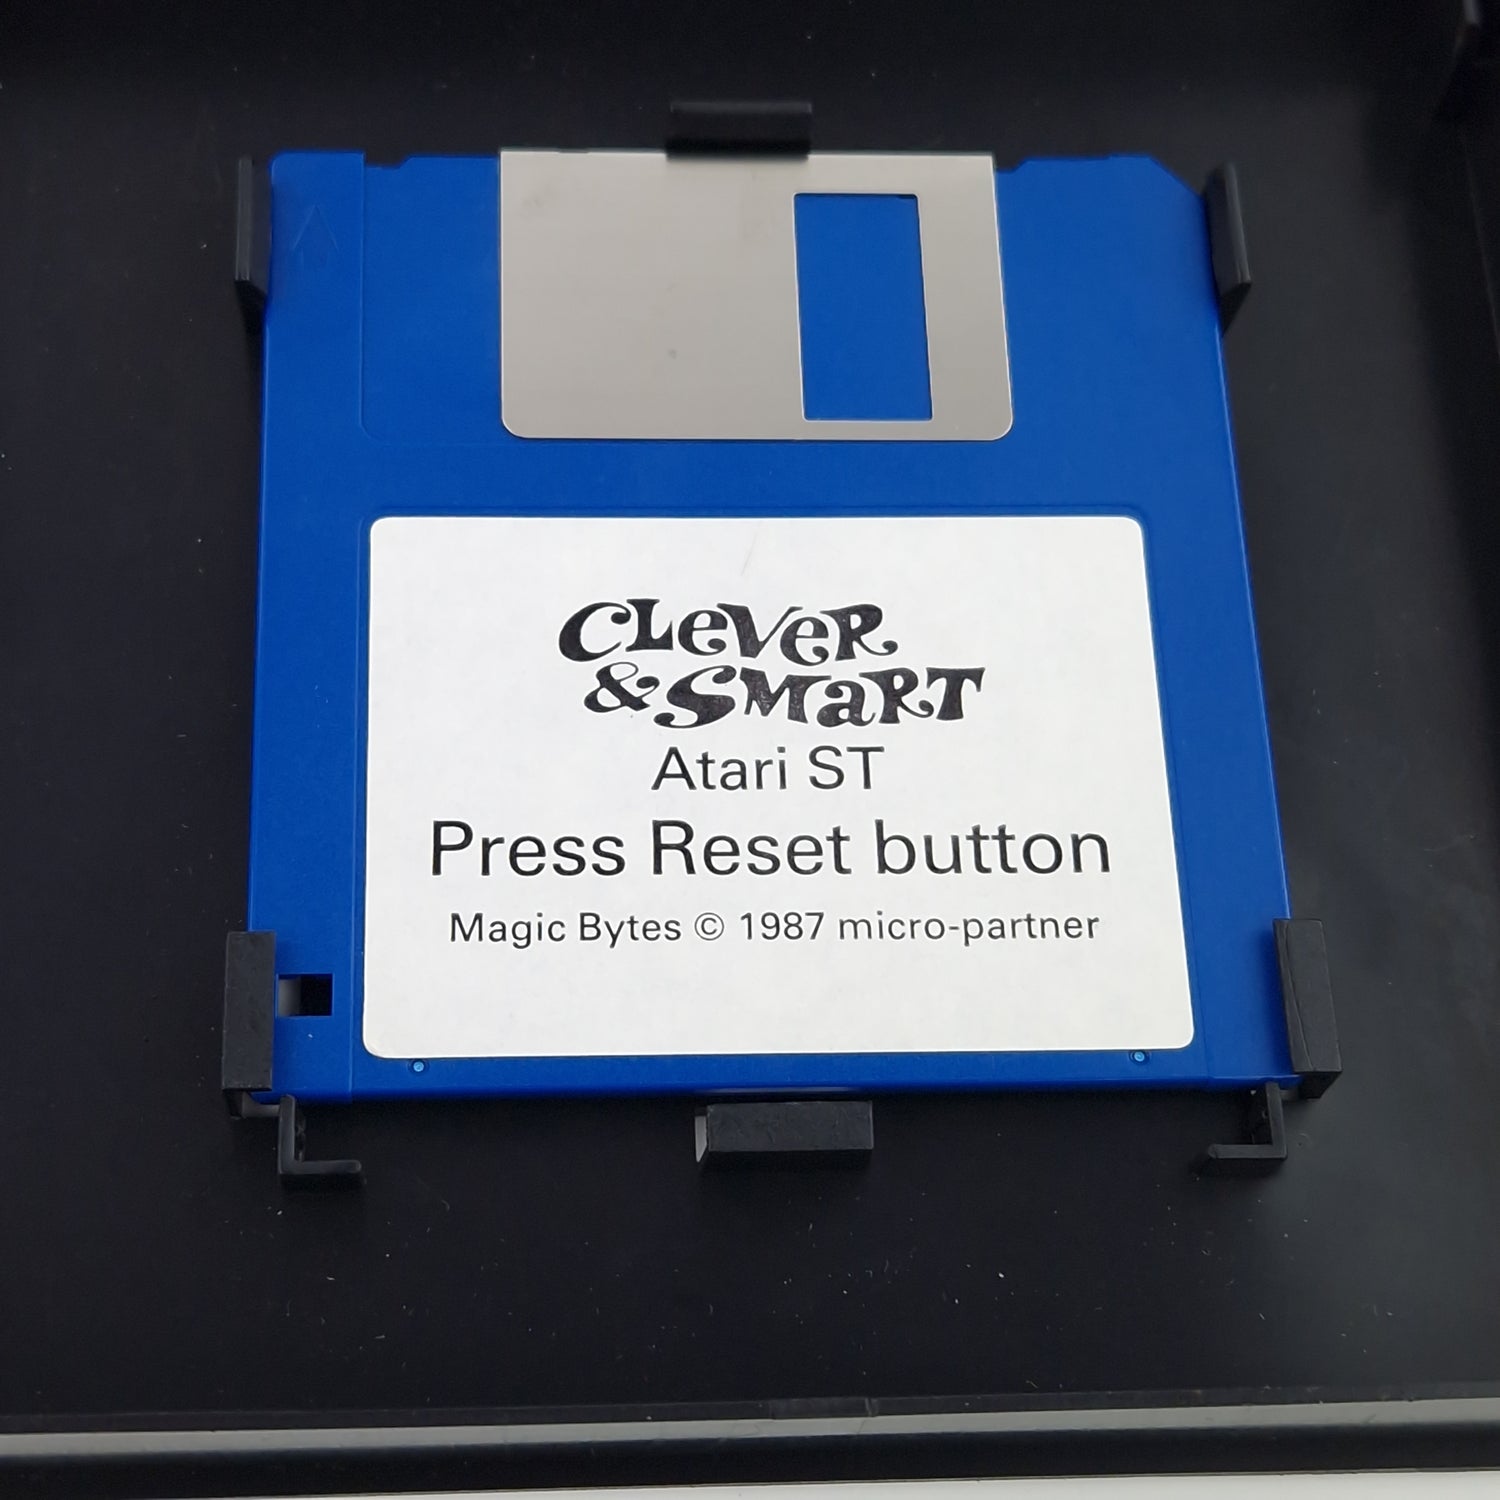 CLeVeR
& SMaRT
Atari ST
Press Reset button
Magic Bytes © 1987 micro-partner